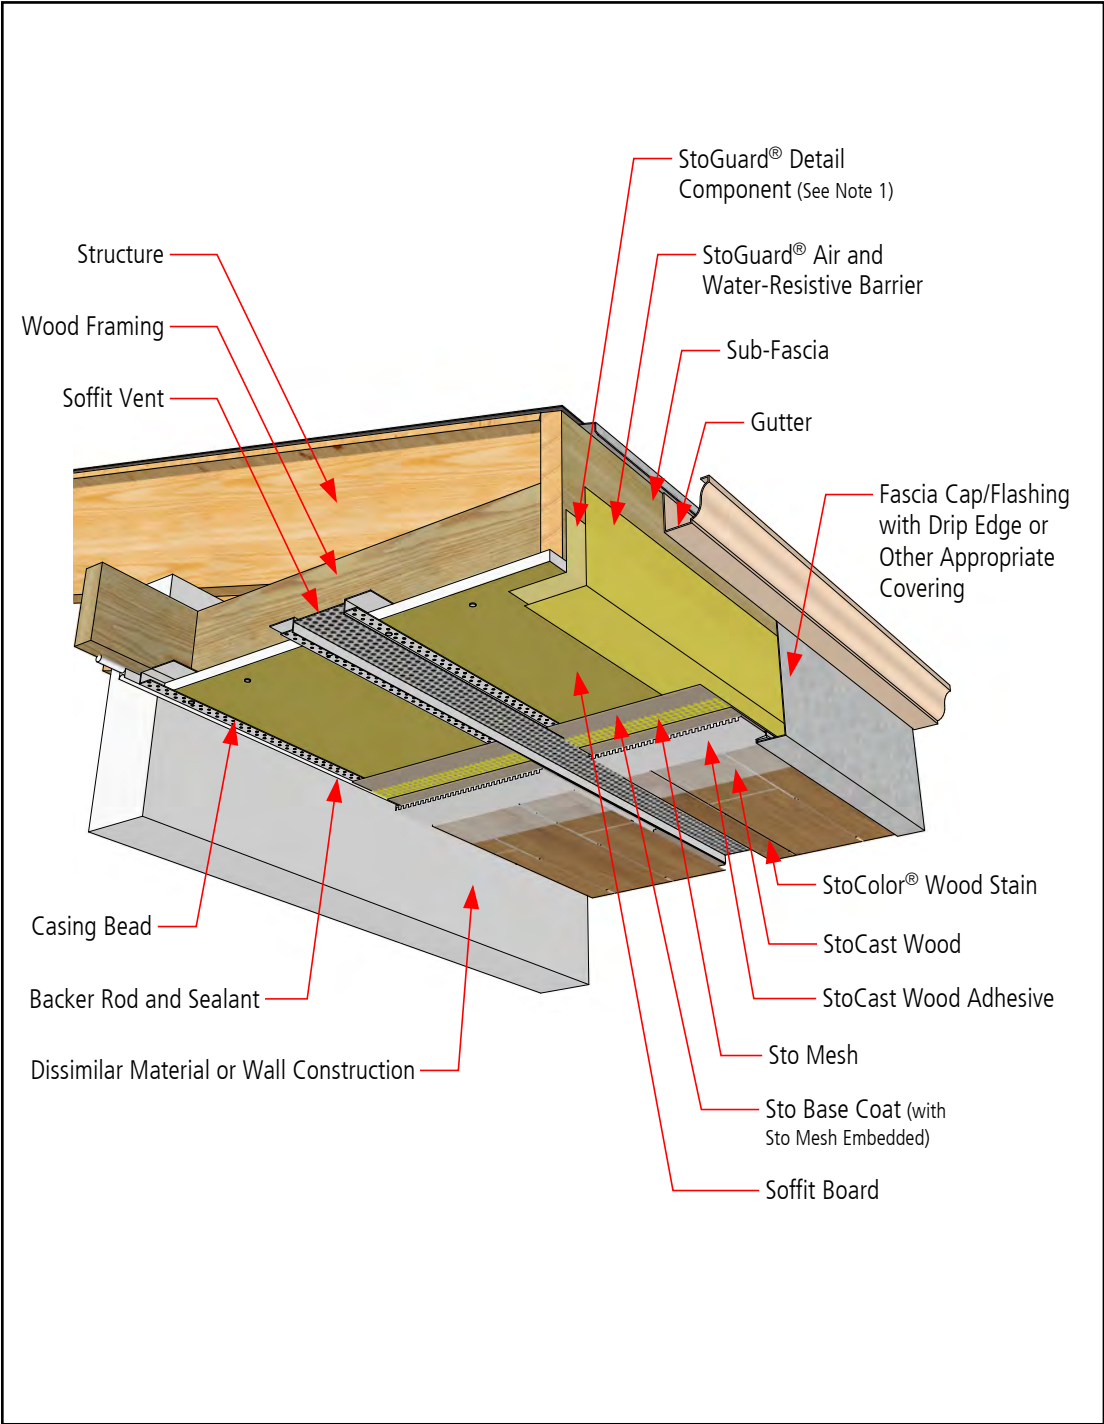 StoGuard® Detail
Component (See Note 1)
Structure
StoGuard® Air and
Water-Resistive Barrier
Wood Framing
Sub-Fascia
Soffit Vent
Gutter
Fascia Cap/Flashing
with Drip Edge or
Other Appropriate
Covering
StoColor® Wood Stain
Casing Bead
StoCast Wood
Backer Rod and Sealant
StoCast Wood Adhesive
Dissimilar Material or Wall Construction
Sto Mesh
Sto Base Coat (with
Sto Mesh Embedded)
Soffit Board